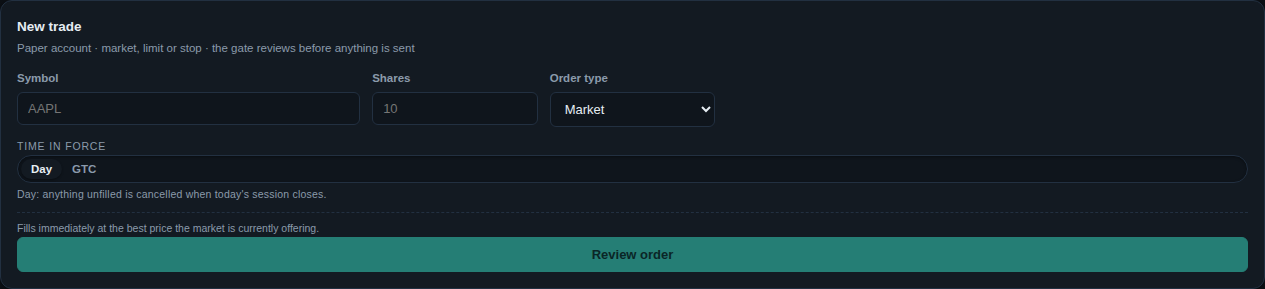 New trade
Paper account · market, limit or stop · the gate reviews before anything is sent
Symbol Shares Order type
AAPL 10 Market
TIME IN FORCE
Day GTC
Day: anything unfilled is cancelled when today's session closes.
Fills immediately at the best price the market is currently offering.
Review order